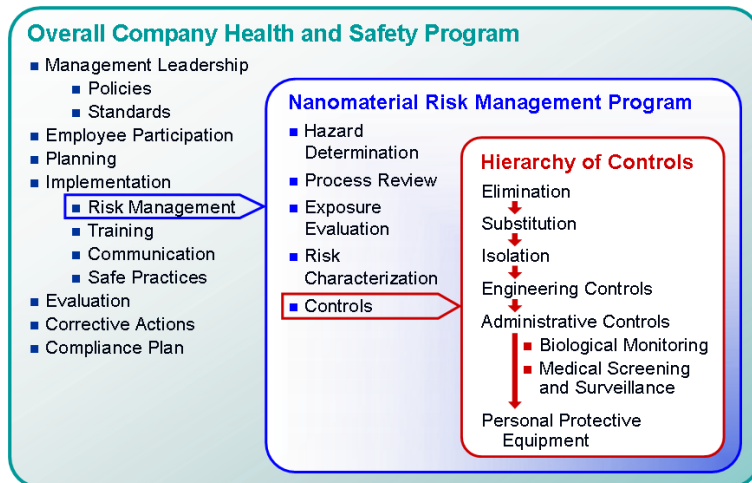 Overall Company Health and Safety Program
Management Leadership
Policies
Standards
Employee Participation
Planning
Implementation
Risk Management
Training
Communication
Safe Practices
Evaluation
Corrective Actions
Compliance Plan
Nanomaterial Risk Management Program
Hazard
Determination
Process Review
Exposure
Evaluation
Risk
Characterization
Controls
Hierarchy of Controls
Elimination
Substitution
Isolation
Engineering Controls
Administrative Controls
Biological Monitoring
Medical Screening
and Surveillance
Personal Protective
Equipment